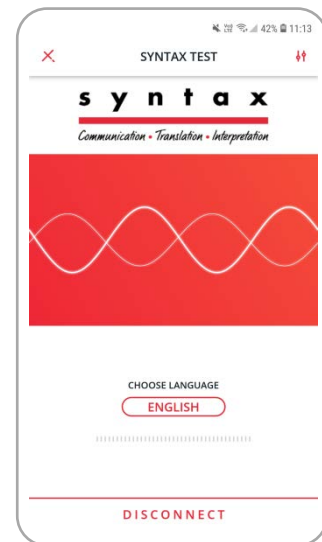 42% 11:13
SYNTAX TEST
syntax
Communication • Translation • Interpretation
CHOOSE LANGUAGE
ENGLISH
DISCONNECT